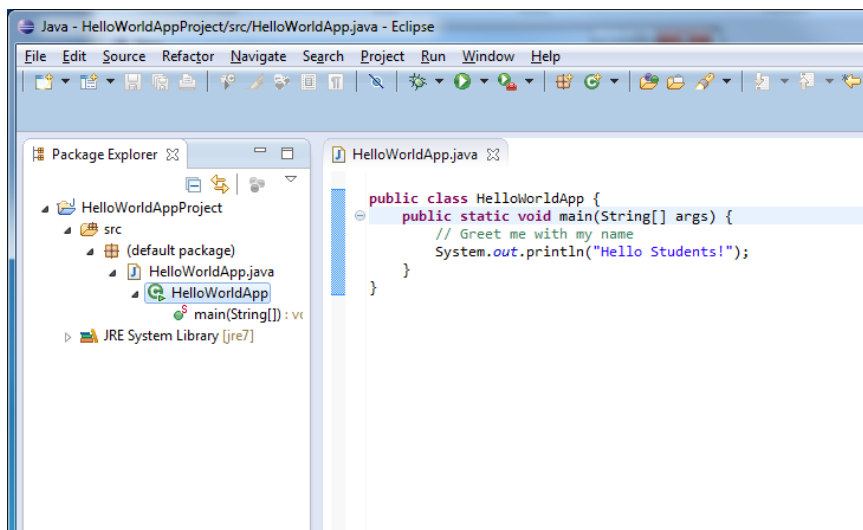 Java - HelloWorldAppProject/src/HelloWorldApp.java - Eclipse
File Edit Source Refactor Navigate Search Project Run Window Help
Package Explorer
HelloWorldAppProject
src
(default package)
HelloWorldApp.java
HelloWorldApp
main(String[]) : vo
JRE System Library [jre7]
HelloWorldApp.java
public class HelloWorldApp {
public static void main(String[] args) {
// Greet me with my name
System.out.println("Hello Students!");
}
}